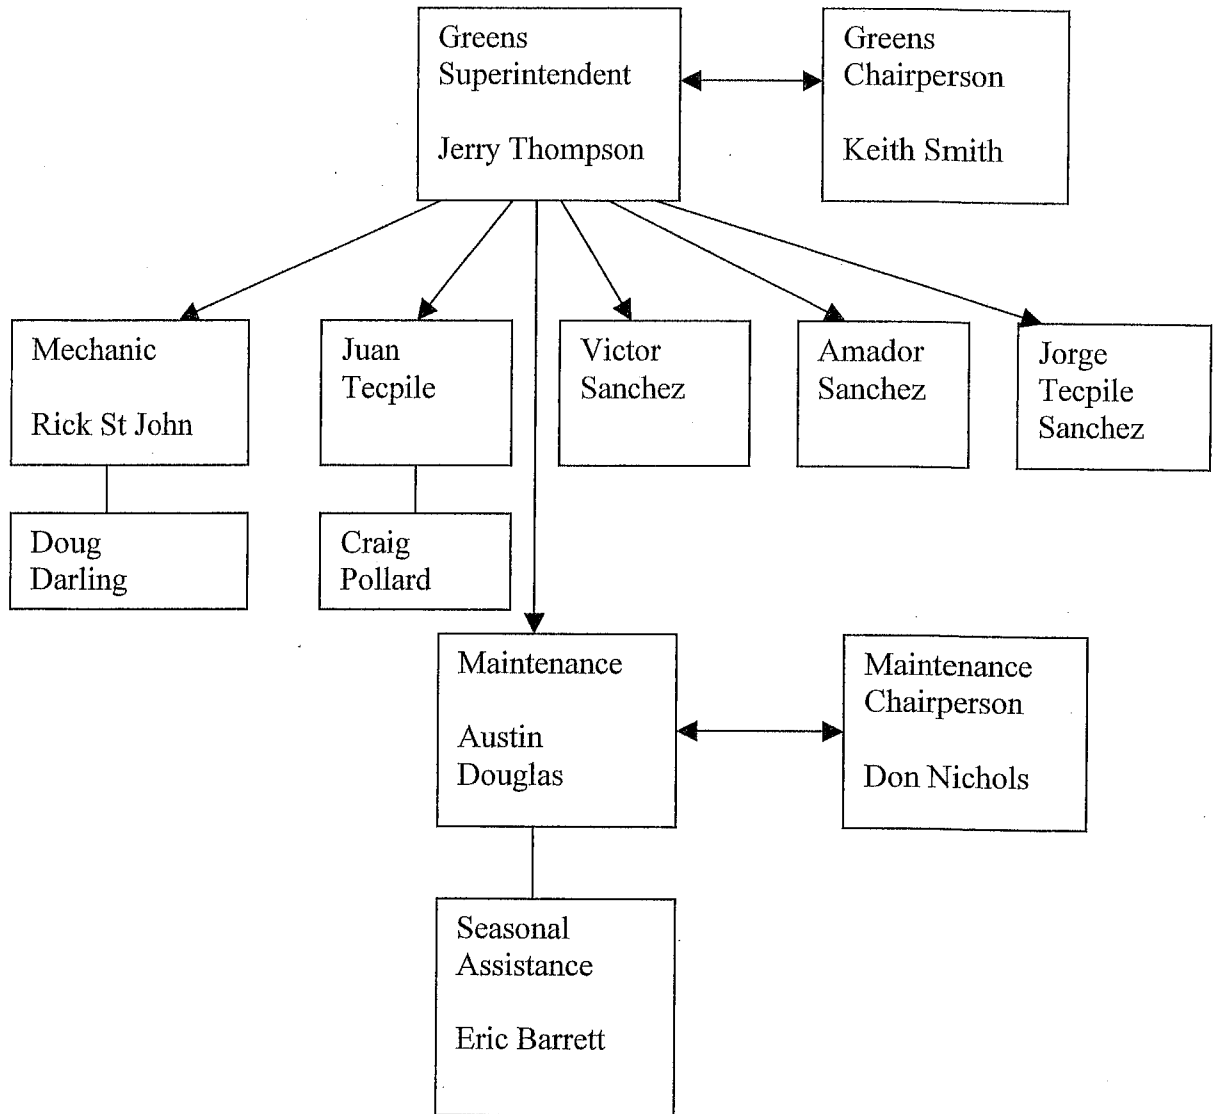 Greens
Superintendent
Jerry Thompson
Greens
Chairperson
Keith Smith
Mechanic
Rick St John
Juan
Tecpile
Victor
Sanchez
Amador
Sanchez
Jorge
Tecpile
Sanchez
Doug
Darling
Craig
Pollard
Maintenance
Austin
Douglas
Maintenance
Chairperson
Don Nichols
Seasonal
Assistance
Eric Barrett